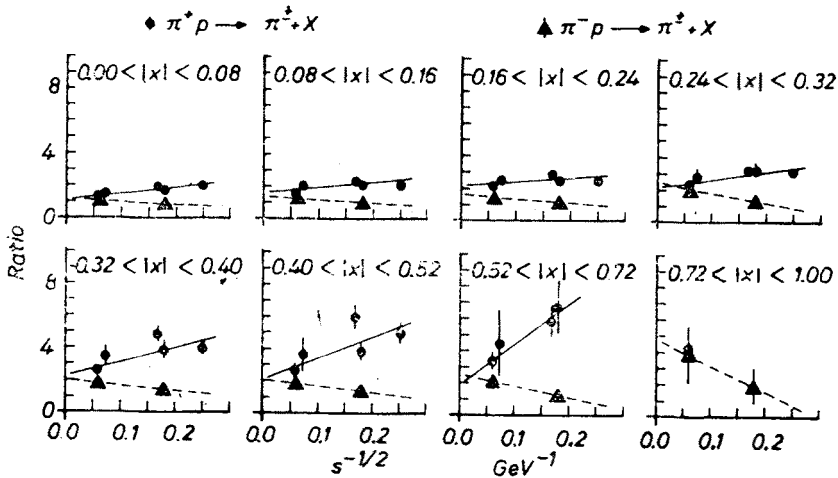 π⁺ p → π^± + X π⁻ p → π^± + X
0.00 < |x| < 0.08 0.08 < |x| < 0.16 0.16 < |x| < 0.24 0.24 < |x| < 0.32
8
4
0
Ratio
0.32 < |x| < 0.40 0.40 < |x| < 0.52 0.52 < |x| < 0.72 0.72 < |x| < 1.00
8
4
0
0.0 0.1 0.2 0.0 0.1 0.2 0.0 0.1 0.2 0.0 0.1 0.2
s^{-1/2} GeV⁻¹